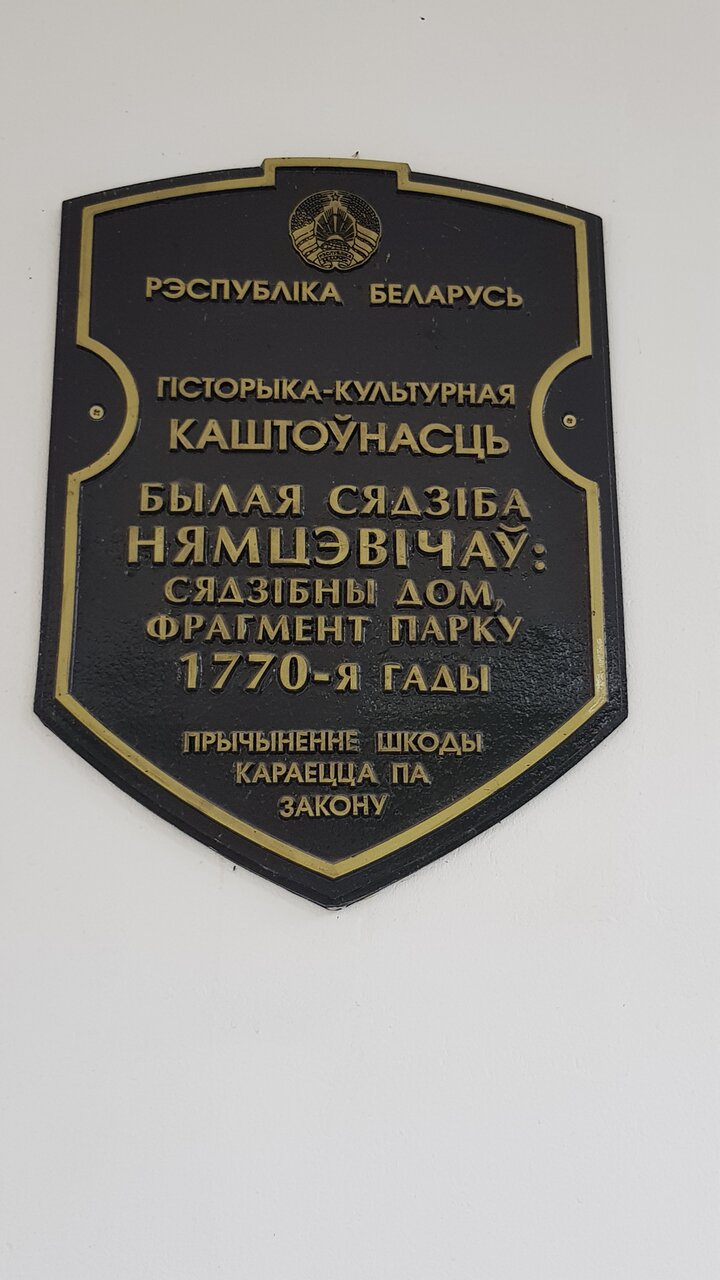 РЭСПУБЛІКА БЕЛАРУСЬ
ГІСТОРЫКА-КУЛЬТУРНАЯ
КАШТОЎНАСЦЬ
БЫЛАЯ СЯДЗІБА
НЯМЦЭВІЧАЎ:
СЯДЗІБНЫ ДОМ,
ФРАГМЕНТ ПАРКУ
1770-Я ГАДЫ
ПРЫЧЫНЕННЕ ШКОДЫ
КАРАЕЦЦА ПА
ЗАКОНУ